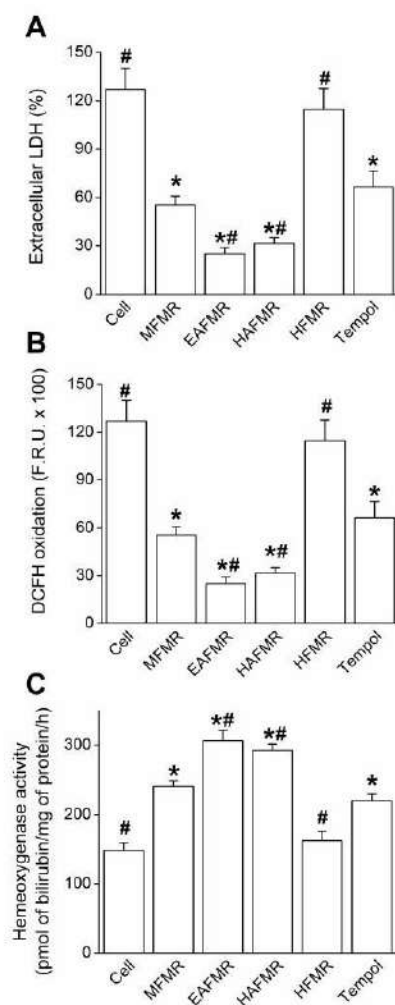 A
Extracellular LDH (%)
150
120
90
60
30
0
#
*
*#
*#
#
*
Cell
MFMR
EAFMR
HAFMR
HFMR
Tempol
B
DCFH oxidation (F.R.U. x 100)
150
120
90
60
30
0
#
*
*#
*#
#
*
Cell
MFMR
EAFMR
HAFMR
HFMR
Tempol
C
Hemeoxygenase activity
(pmol of bilirubin/mg of protein/h)
300
200
100
0
#
*
*#
*#
#
*
Cell
MFMR
EAFMR
HAFMR
HFMR
Tempol